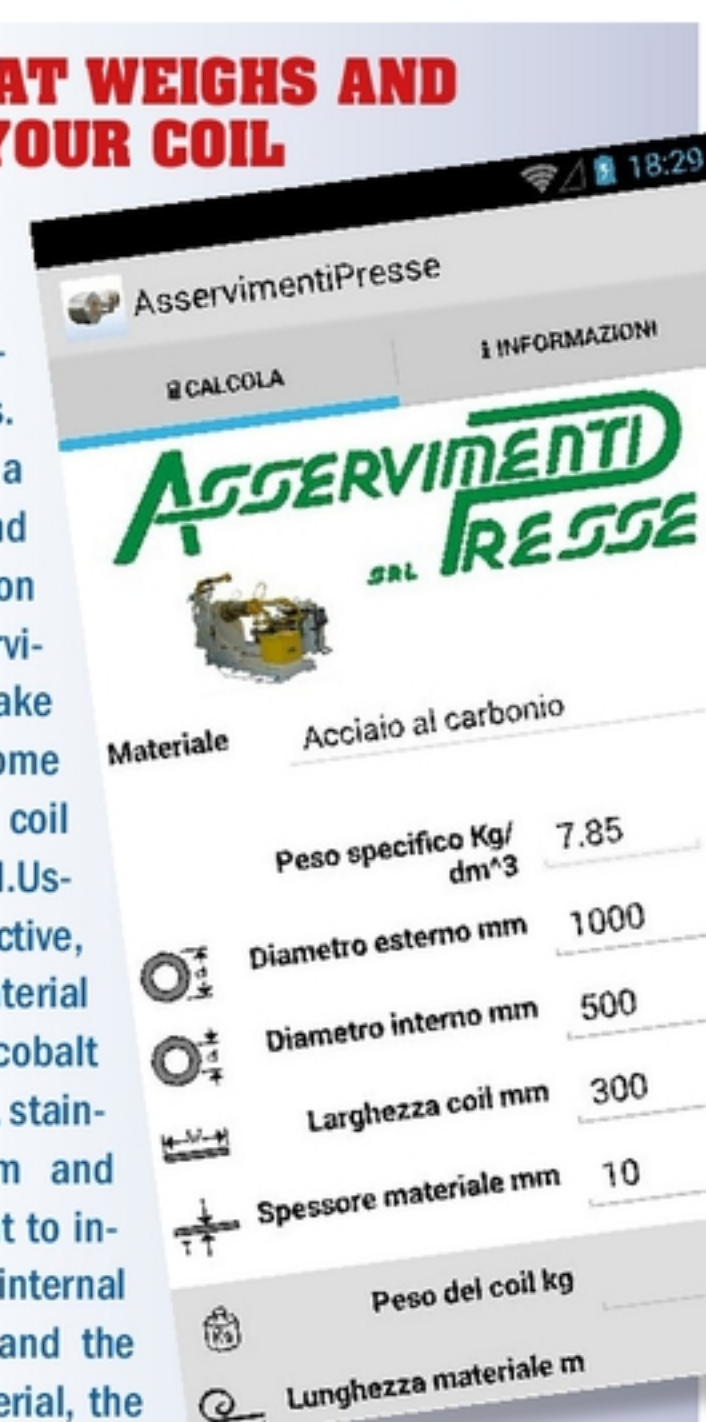 AT WEIGHS AND
YOUR COIL
s.
a
nd
on
rvi-
ake
ome
coil
l.Us-
ctive,
terial
cobalt
stain-
m and
t to in-
internal
and the
erial, the
18:29
AsservimentiPresse
CALCOLA
INFORMAZIONI
ASSERVIMENTI
SRL PRESSE
Materiale Acciaio al carbonio
Peso specifico Kg/ 7.85
dm^3
Diametro esterno mm 1000
Diametro interno mm 500
Larghezza coil mm 300
Spessore materiale mm 10
Peso del coil kg
Lunghezza materiale m